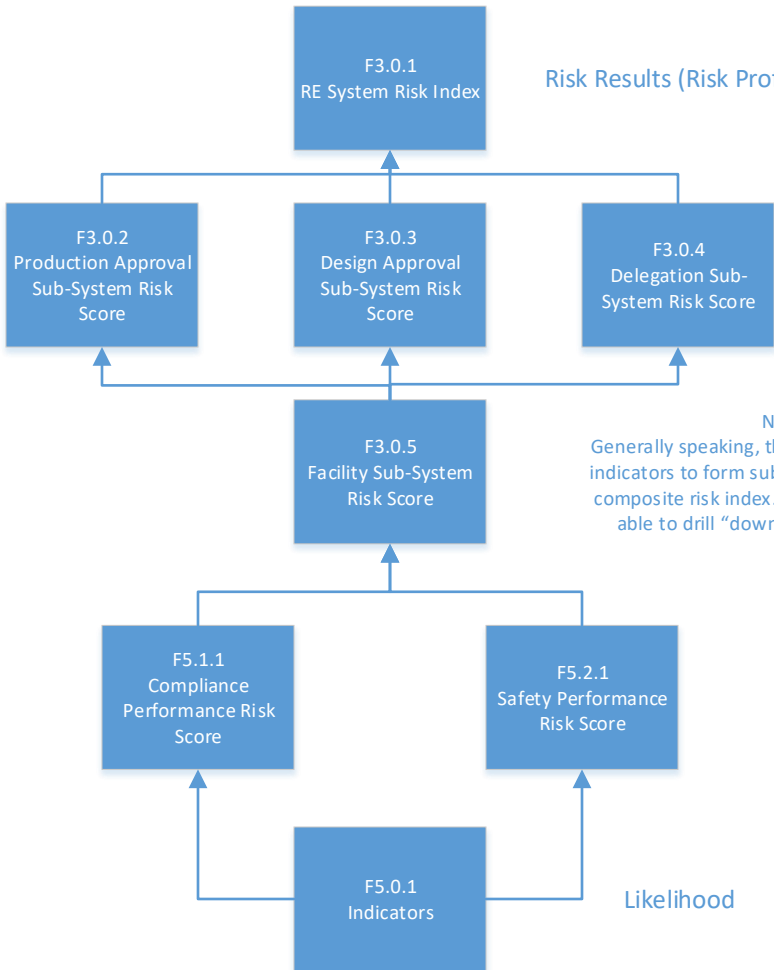 F3.0.1
RE System Risk Index
Risk Results (Risk
F3.0.2
Production Approval
Sub-System Risk
Score
F3.0.3
Design Approval
Sub-System Risk
Score
F3.0.4
Delegation Sub-
System Risk Score
F3.0.5
Facility Sub-System
Risk Score
Generally speaking,
indicators to form
composite risk index.
able to drill “down
F5.1.1
Compliance
Performance Risk
Score
F5.2.1
Safety Performance
Risk Score
F5.0.1
Indicators
Likelihood